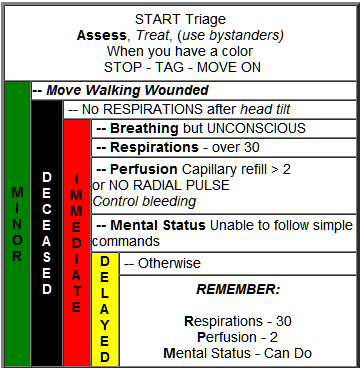 START Triage
Assess, Treat, (use bystanders)
When you have a color
STOP - TAG - MOVE ON
MINOR
-- Move Walking Wounded
DECEASED
-- No RESPIRATIONS after head tilt
IMMEDIATE
-- Breathing but UNCONSCIOUS
-- Respirations - over 30
-- Perfusion Capillary refill > 2
or NO RADIAL PULSE
Control bleeding
-- Mental Status Unable to follow simple
commands
DELAYED
-- Otherwise
REMEMBER:
Respirations - 30
Perfusion - 2
Mental Status - Can Do